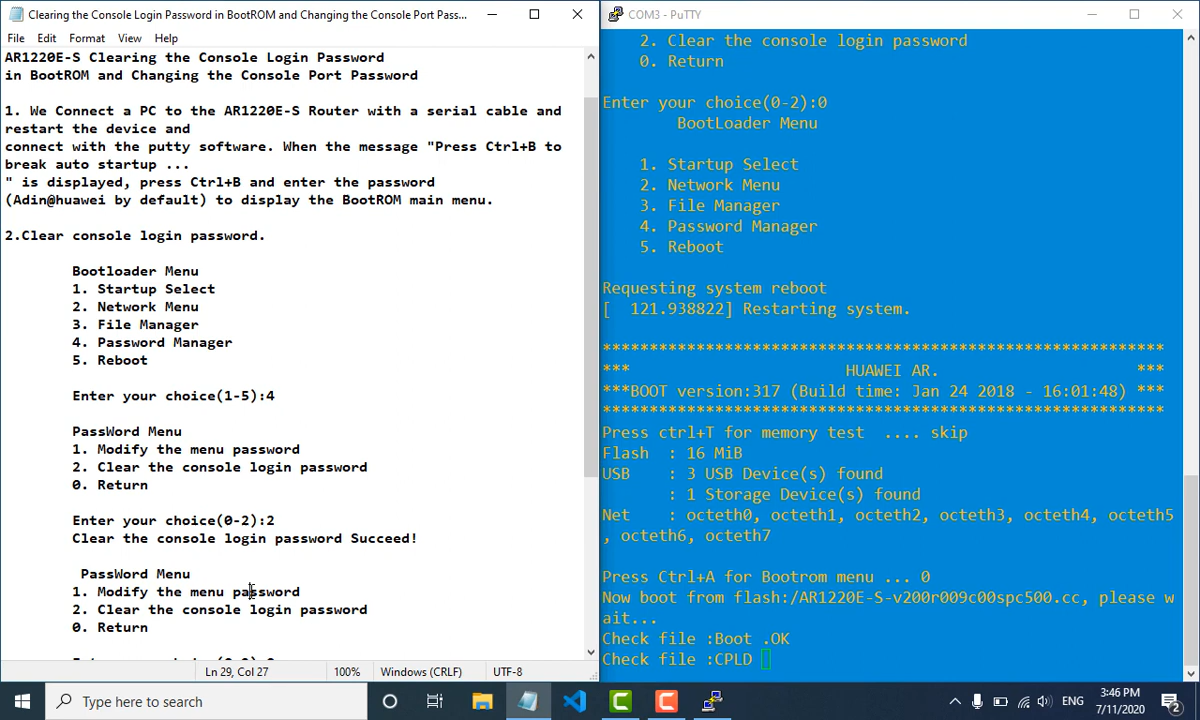 Clearing the Console Login Password in BootROM and Changing the Console Port Pass...
File Edit Format View Help
AR1220E-S Clearing the Console Login Password
in BootROM and Changing the Console Port Password
1. We Connect a PC to the AR1220E-S Router with a serial cable and
restart the device and
connect with the putty software. When the message "Press Ctrl+B to
break auto startup ...
" is displayed, press Ctrl+B and enter the password
(Adin@huawei by default) to display the BootROM main menu.
2.Clear console login password.
Bootloader Menu
1. Startup Select
2. Network Menu
3. File Manager
4. Password Manager
5. Reboot
Enter your choice(1-5):4
PassWord Menu
1. Modify the menu password
2. Clear the console login password
0. Return
Enter your choice(0-2):2
Clear the console login password Succeed!
PassWord Menu
1. Modify the menu password
2. Clear the console login password
0. Return
Ln 29, Col 27 100% Windows (CRLF) UTF-8
COM3 - PuTTY
2. Clear the console login password
0. Return
Enter your choice(0-2):0
BootLoader Menu
1. Startup Select
2. Network Menu
3. File Manager
4. Password Manager
5. Reboot
Requesting system reboot
[  121.938822] Restarting system.
************************************************************
*** HUAWEI AR. ***
***BOOT version:317 (Build time: Jan 24 2018 - 16:01:48) ***
************************************************************
Press ctrl+T for memory test  .... skip
Flash : 16 MiB
USB : 3 USB Device(s) found
: 1 Storage Device(s) found
Net : octeth0, octeth1, octeth2, octeth3, octeth4, octeth5
, octeth6, octeth7
Press Ctrl+A for Bootrom menu ... 0
Now boot from flash:/AR1220E-S-v200r009c00spc500.cc, please w
ait...
Check file :Boot .OK
Check file :CPLD
Type here to search
ENG
3:46 PM
7/11/2020
2